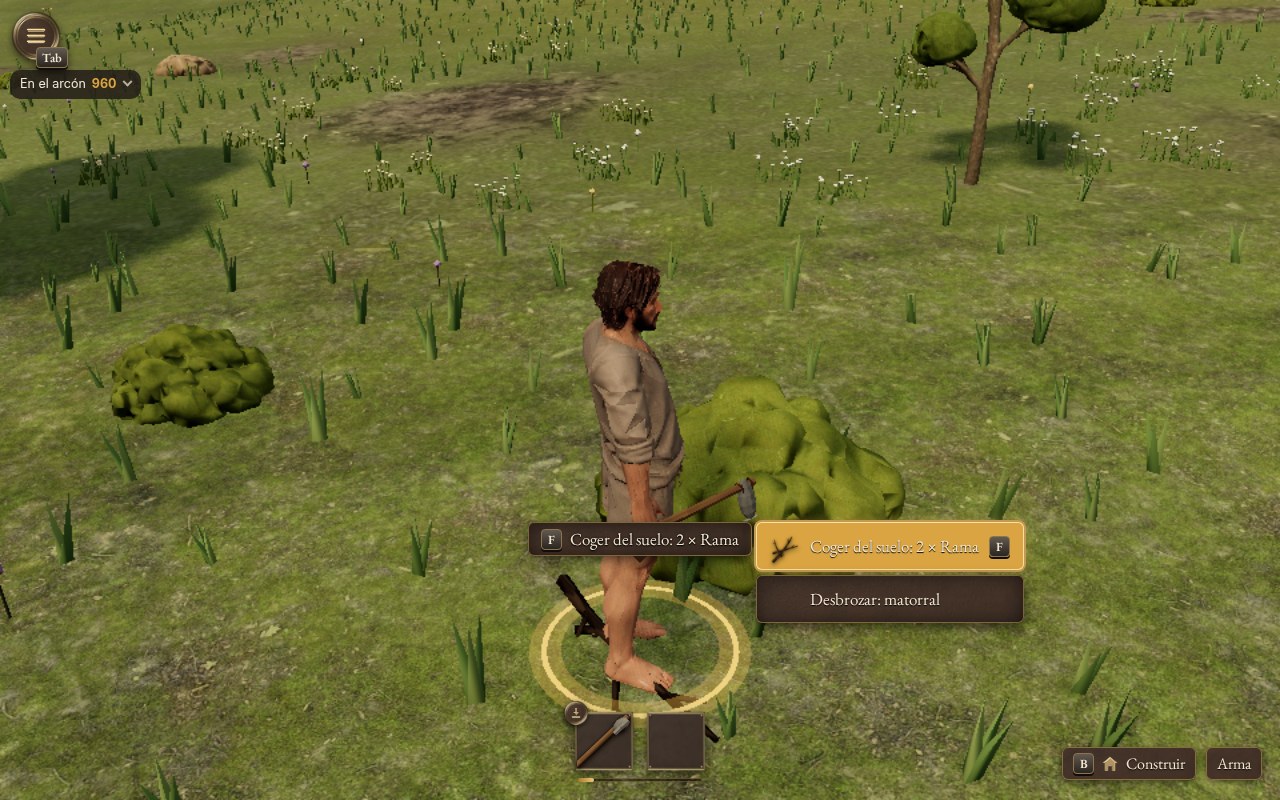 Tab
En el arcón 960
F Coger del suelo: 2 × Rama
Coger del suelo: 2 × Rama F
Desbrozar: matorral
B Construir
Arma